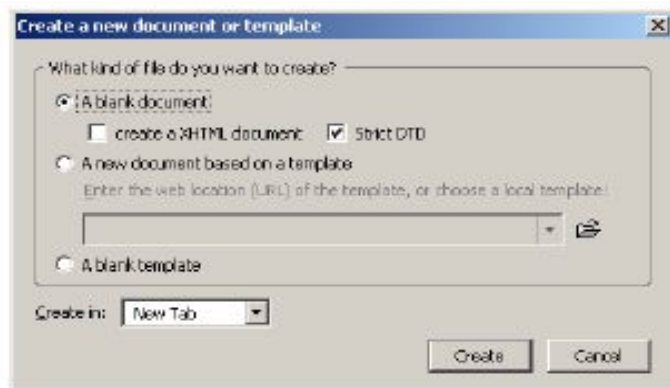 Create a new document or template
What kind of file do you want to create?
A blank document
create a XHTML document Strict DTD
A new document based on a template
Enter the web location (URL) of the template, or choose a local template:
A blank template
Create in: New Tab
Create Cancel